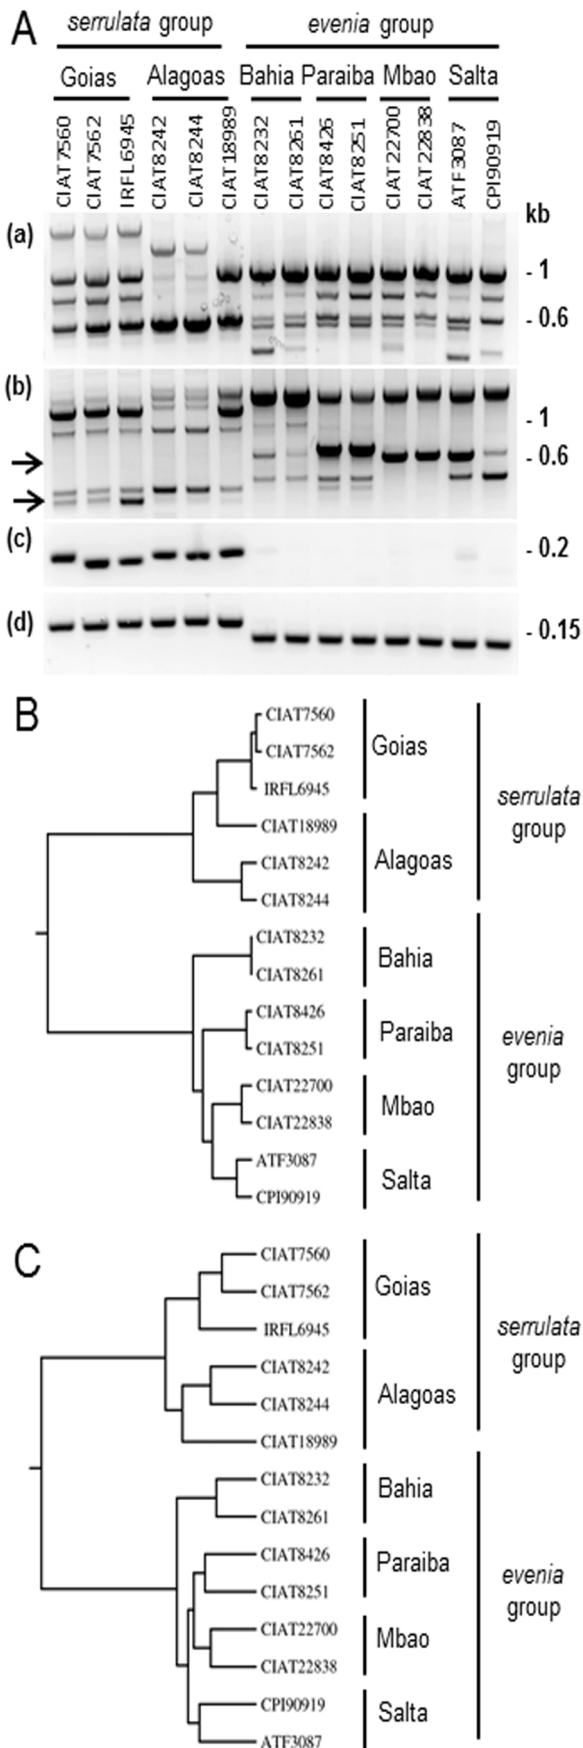 A
serrulata group
evenia group
Goias Alagoas Bahia Paraiba Mbao Salta
CIAT7560
CIAT7562
IRFL6945
CIAT8242
CIAT8244
CIAT18989
CIAT8232
CIAT8261
CIAT8426
CIAT8251
CIAT22700
CIAT22838
ATF3087
CPI90919
kb
(a)
- 1
- 0.6
(b)
- 1
- 0.6
(c)
- 0.2
(d)
- 0.15
B
CIAT7560
CIAT7562
IRFL6945
Goias
CIAT18989
CIAT8242
CIAT8244
Alagoas
serrulata
group
CIAT8232
CIAT8261
Bahia
CIAT8426
CIAT8251
Paraiba
CIAT22700
CIAT22838
Mbao
ATF3087
CPI90919
Salta
evenia
group
C
CIAT7560
CIAT7562
IRFL6945
Goias
CIAT8242
CIAT8244
CIAT18989
Alagoas
serrulata
group
CIAT8232
CIAT8261
Bahia
CIAT8426
CIAT8251
Paraiba
CIAT22700
CIAT22838
Mbao
CPI90919
ATF3087
Salta
evenia
group